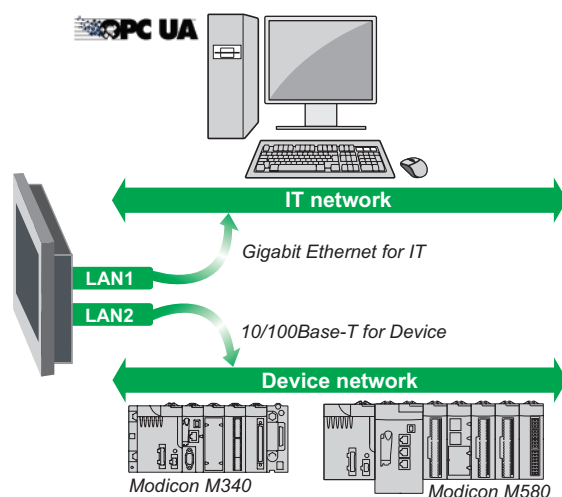 OPC UA
IT network
Gigabit Ethernet for IT
LAN1
LAN2
10/100Base-T for Device
Device network
Modicon M340
Modicon M580